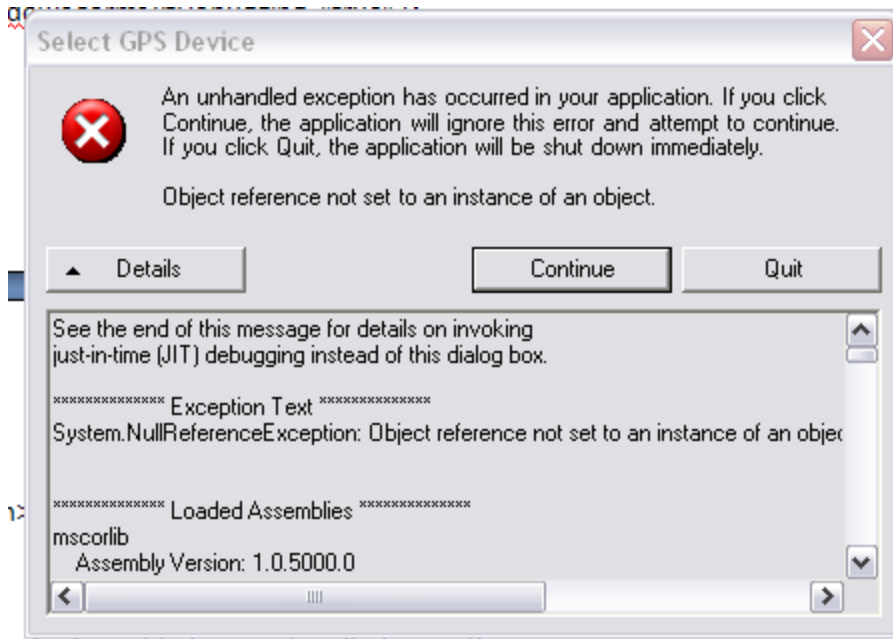 Select GPS Device
An unhandled exception has occurred in your application. If you click
Continue, the application will ignore this error and attempt to continue.
If you click Quit, the application will be shut down immediately.
Object reference not set to an instance of an object.
Details
Continue
Quit
See the end of this message for details on invoking
just-in-time (JIT) debugging instead of this dialog box.
************** Exception Text **************
System.NullReferenceException: Object reference not set to an instance of an objec
************** Loaded Assemblies **************
mscorlib
Assembly Version: 1.0.5000.0